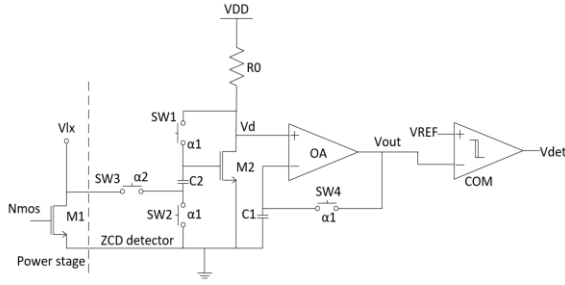 VDD
R0
SW1
Vd
α1
Vlx
OA
Vout
VREF
Vdet
SW3
α2
M2
COM
C2
SW4
Nmos
M1
SW2
α1
C1
α1
ZCD detector
Power stage
+
-
+
-